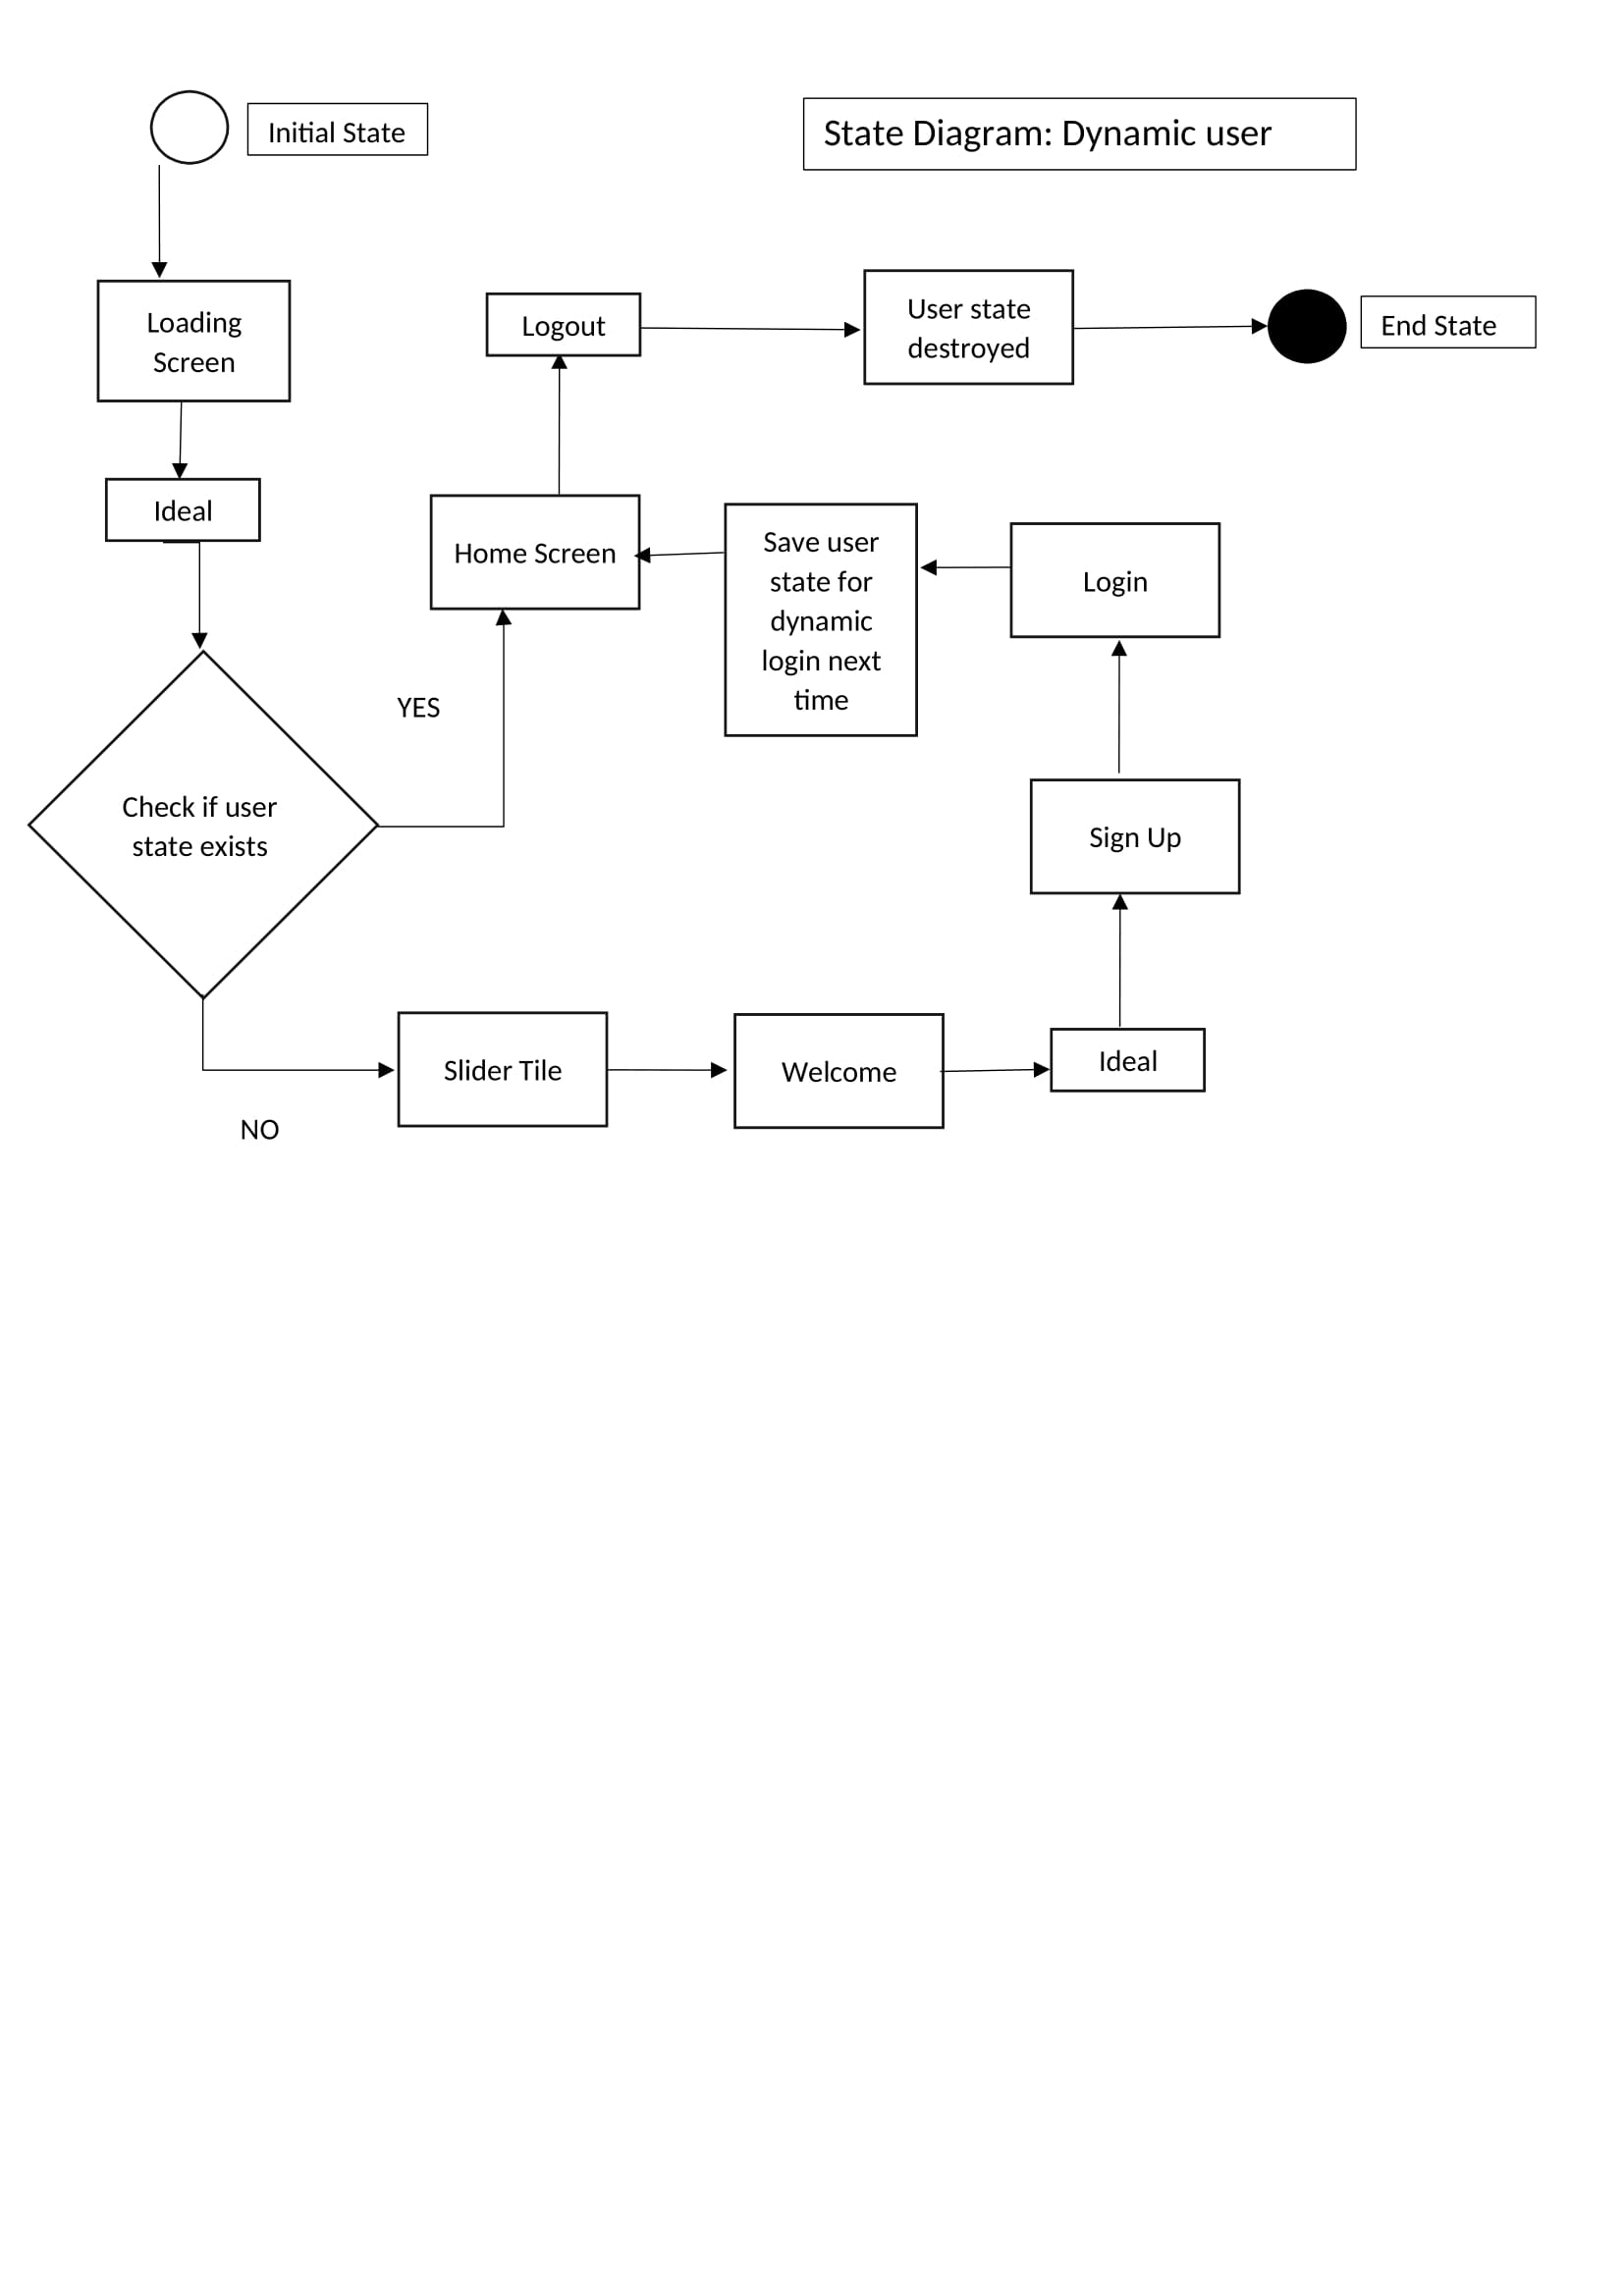 Initial State
State Diagram: Dynamic user
Loading
Screen
Logout
User state
destroyed
End State
Ideal
Home Screen
Save user
state for
dynamic
login next
time
Login
YES
Check if user
state exists
Sign Up
Slider Tile
Welcome
Ideal
NO